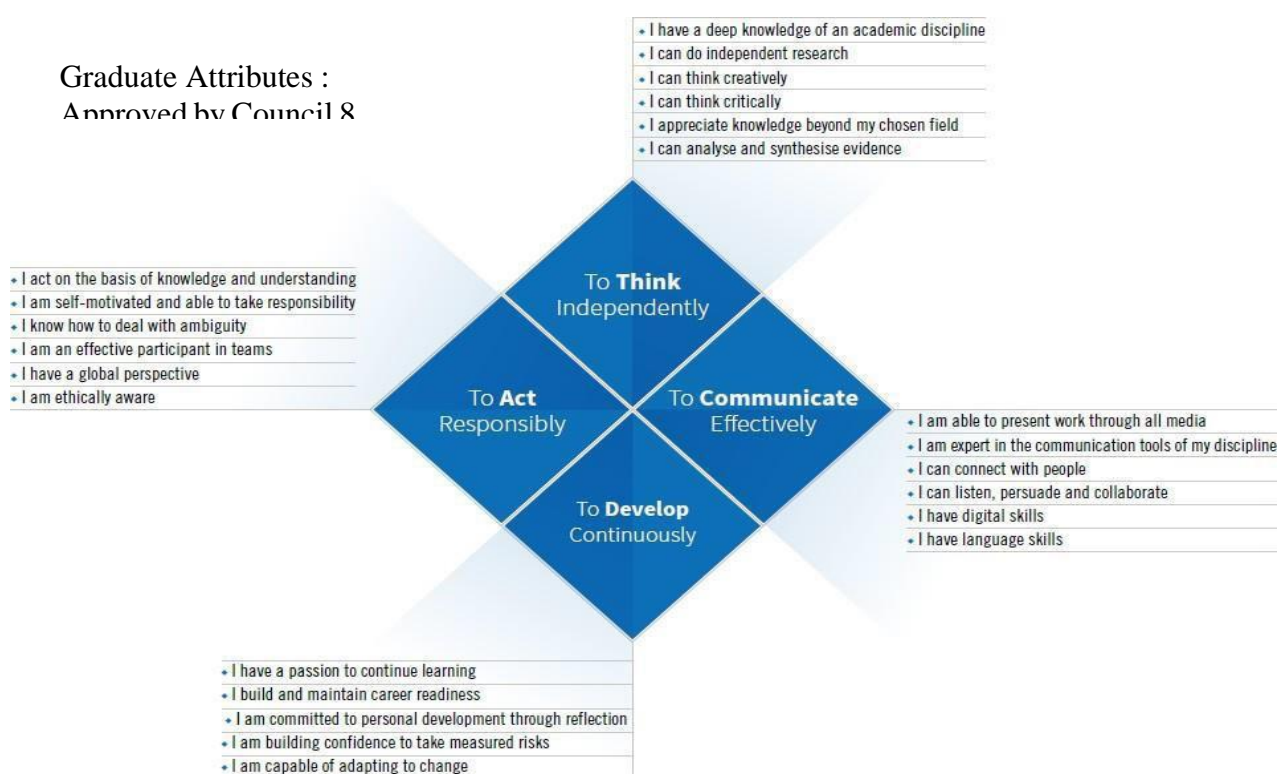 Graduate Attributes :
Approved by Council 8
• I have a deep knowledge of an academic discipline
• I can do independent research
• I can think creatively
• I can think critically
• I appreciate knowledge beyond my chosen field
• I can analyse and synthesise evidence
To Think
Independently
• I act on the basis of knowledge and understanding
• I am self-motivated and able to take responsibility
• I know how to deal with ambiguity
• I am an effective participant in teams
• I have a global perspective
• I am ethically aware
To Act
Responsibly
To Communicate
Effectively
• I am able to present work through all media
• I am expert in the communication tools of my discipline
• I can connect with people
• I can listen, persuade and collaborate
• I have digital skills
• I have language skills
To Develop
Continuously
• I have a passion to continue learning
• I build and maintain career readiness
• I am committed to personal development through reflection
• I am building confidence to take measured risks
• I am capable of adapting to change